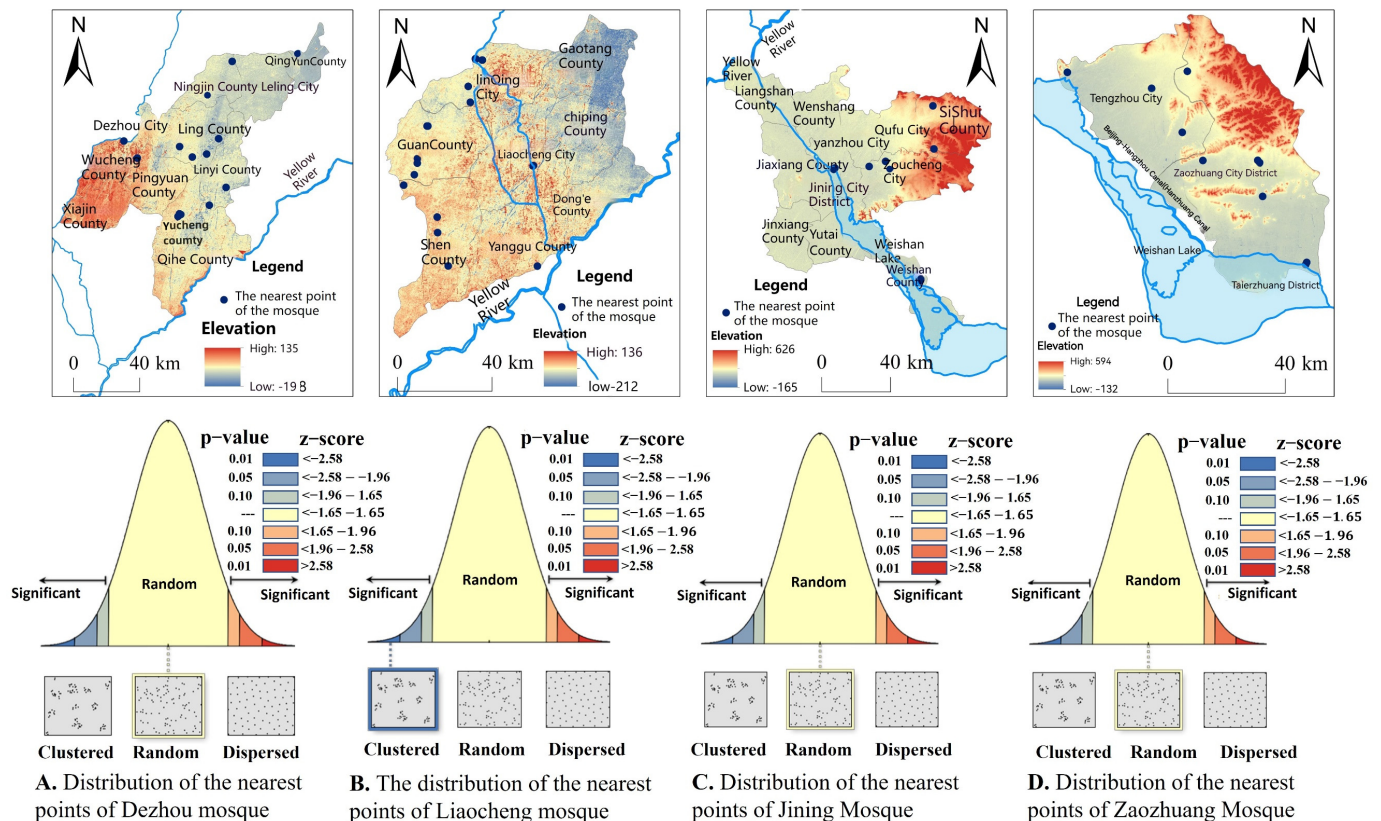 N
QingYunCounty
Ningjin County Leling City
Dezhou City
Ling County
Wucheng
County
Pingyuan
County
Linyi County
Yellow
River
Xiajin
County
Yucheng
coumty
Qihe County
Legend
The nearest point
of the mosque
Elevation
High: 135
Low: -19 8
0
40 km
N
Gaotang
County
JinQing
City
chiping
County
GuanCounty
Liaocheng City
Dong'e
County
Shen
County
Yanggu County
Yellow
River
Legend
The nearest point
of the mosque
Elevation
High: 136
low-212
0
40 km
N
Yellow
River
Yellow
River
Liangshan
County
Wenshang
County
SiShui
County
Qufu City
yanzhou City
Jiaxiang County
Zoucheng
City
Jining City
District
Jinxiang
County
Yutai
County
Weishan
Lake
Weishan
County
Legend
The nearest point
of the mosque
Elevation
High: 626
Low: -165
0
40 km
N
Tengzhou City
Beijing-Hangzhou Canal(Hanzhuang Canal
Zaozhuang City District
Weishan Lake
Taierzhuang District
Legend
The nearest point
of the mosque
Elevation
High: 594
Low: -132
0
40 km
p-value z-score
0.01 <-2.58
0.05 <-2.58 – -1.96
0.10 <-1.96 – 1.65
--- <-1.65 –1.65
0.10 <1.65 –1.96
0.05 <1.96 – 2.58
0.01 >2.58
Significant
Random
Significant
Clustered
Random
Dispersed
A. Distribution of the nearest
points of Dezhou mosque
p-value z-score
0.01 <-2.58
0.05 <-2.58 – -1.96
0.10 <-1.96 – 1.65
--- <-1.65 –1.65
0.10 <1.65 –1.96
0.05 <1.96 – 2.58
0.01 >2.58
Significant
Random
Significant
Clustered
Random
Dispersed
B. The distribution of the nearest
points of Liaocheng mosque
p-value z-score
0.01 <-2.58
0.05 <-2.58 – -1.96
0.10 <-1.96 – 1.65
--- <-1.65 –1.65
0.10 <1.65 –1.96
0.05 <1.96 – 2.58
0.01 >2.58
Significant
Random
Significant
Clustered
Random
Dispersed
C. Distribution of the nearest
points of Jining Mosque
p-value z-score
0.01 <-2.58
0.05 <-2.58 – -1.96
0.10 <-1.96 – 1.65
--- <-1.65 –1.65
0.10 <1.65 –1.96
0.05 <1.96 – 2.58
0.01 >2.58
Significant
Random
Significant
Clustered
Random
Dispersed
D. Distribution of the nearest
points of Zaozhuang Mosque